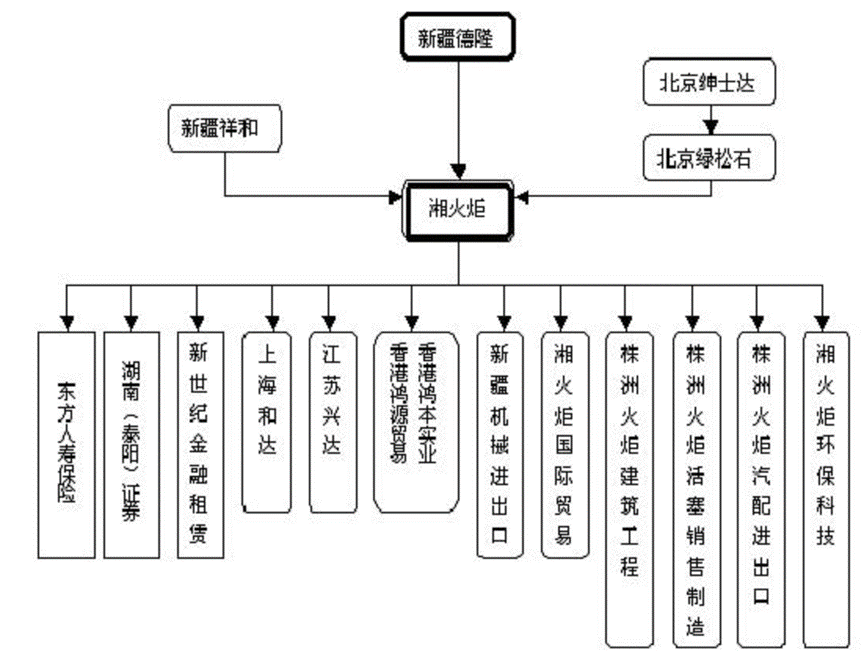 新疆德隆
北京绅士达
新疆祥和
北京绿松石
湘火炬
东方人寿保险
湖南（泰阳）证券
新世纪金融租赁
上海和达
江苏兴达
香港鸿本实业
香港鸿源贸易
新疆机械进出口
湘火炬国际贸易
株洲火炬建筑工程
株洲火炬活塞销售制造
株洲火炬汽配进出口
湘火炬环保科技